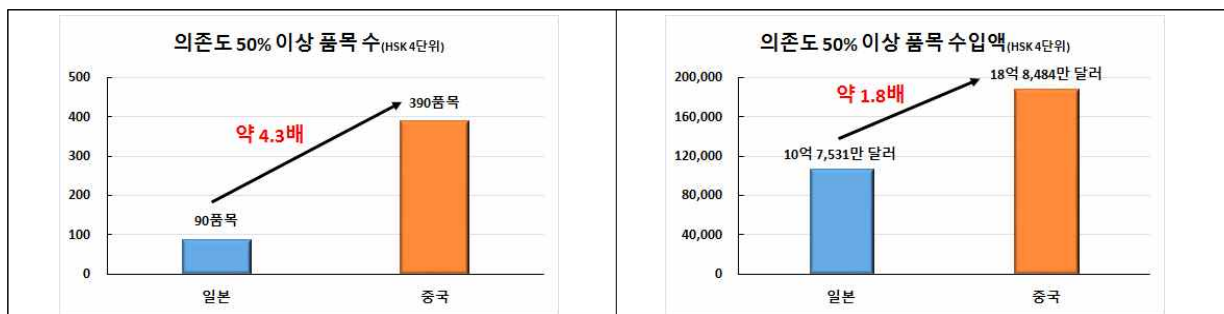 의존도 50% 이상 품목 수(HSK 4단위)
500
400
300
200
100
0
390품목
약 4.3배
90품목
일본
중국
의존도 50% 이상 품목 수입액(HSK 4단위)
200,000
160,000
120,000
80,000
40,000
0
18억 8,484만 달러
약 1.8배
10억 7,531만 달러
일본
중국